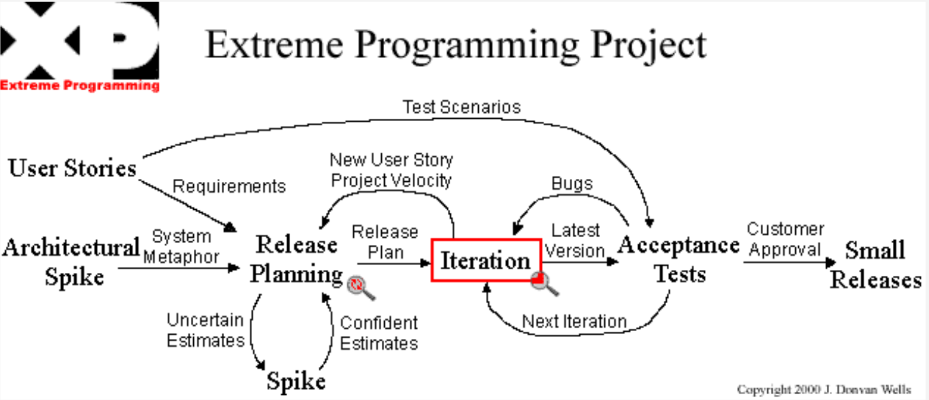 XP
Extreme Programming
Extreme Programming Project
Test Scenarios
User Stories
Requirements
New User Story
Project Velocity
Bugs
Architectural
Spike
System
Metaphor
Release
Planning
Release
Plan
Iteration
Latest
Version
Acceptance
Tests
Customer
Approval
Small
Releases
Uncertain
Estimates
Confident
Estimates
Next Iteration
Spike
Copyright 2000 J. Donvan Wells